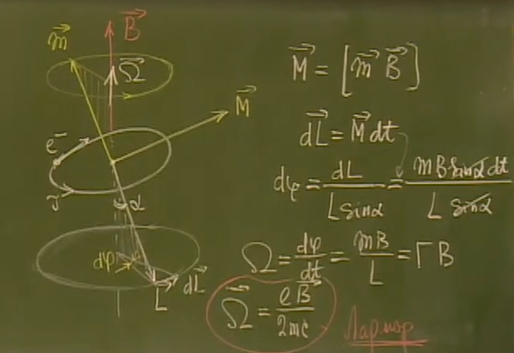 m⃗
B⃗
Ω⃗
M⃗
e⁻
α
dφ
L⃗
dL⃗
M⃗ = [m⃗ B⃗]
dL⃗ = M⃗ dt
dφ = dL / (L sinα) = mB sinα dt / (L sinα)
Ω = dφ/dt = mB/L = ΓB
Ω⃗ = eB⃗/2mc
Лармор